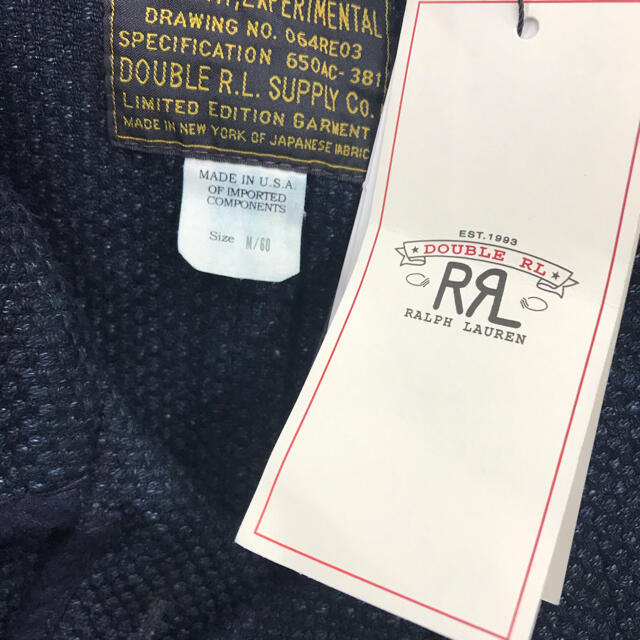 EXPERIMENTAL
DRAWING NO. 064RE03
SPECIFICATION 650AC-381
DOUBLE R.L. SUPPLY CO.
LIMITED EDITION GARMENT
MADE IN NEW YORK OF JAPANESE FABRIC
MADE IN U.S.A.
OF IMPORTED
COMPONENTS
Size M/60
EST. 1993
DOUBLE RL
RRL
RALPH LAUREN